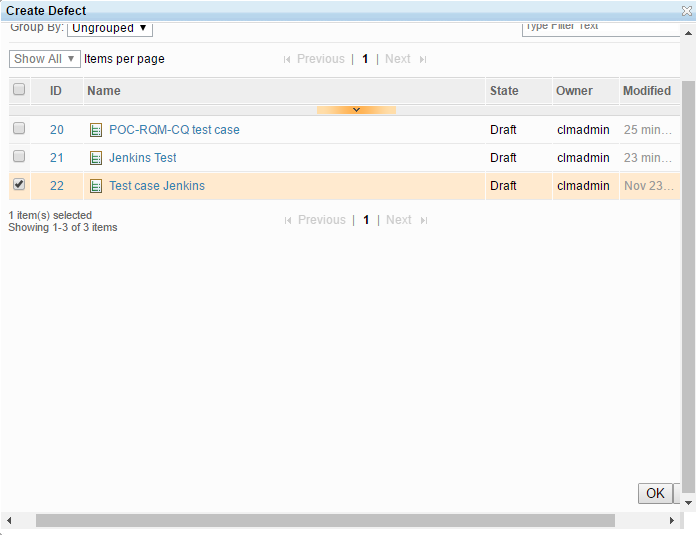 Create Defect
Group By: Ungrouped Type Filter Text
Show All Items per page Previous | 1 | Next
ID Name State Owner Modified
20 POC-RQM-CQ test case Draft clmadmin 25 min...
21 Jenkins Test Draft clmadmin 23 min...
22 Test case Jenkins Draft clmadmin Nov 23...
1 item(s) selected Previous | 1 | Next
Showing 1-3 of 3 items
OK